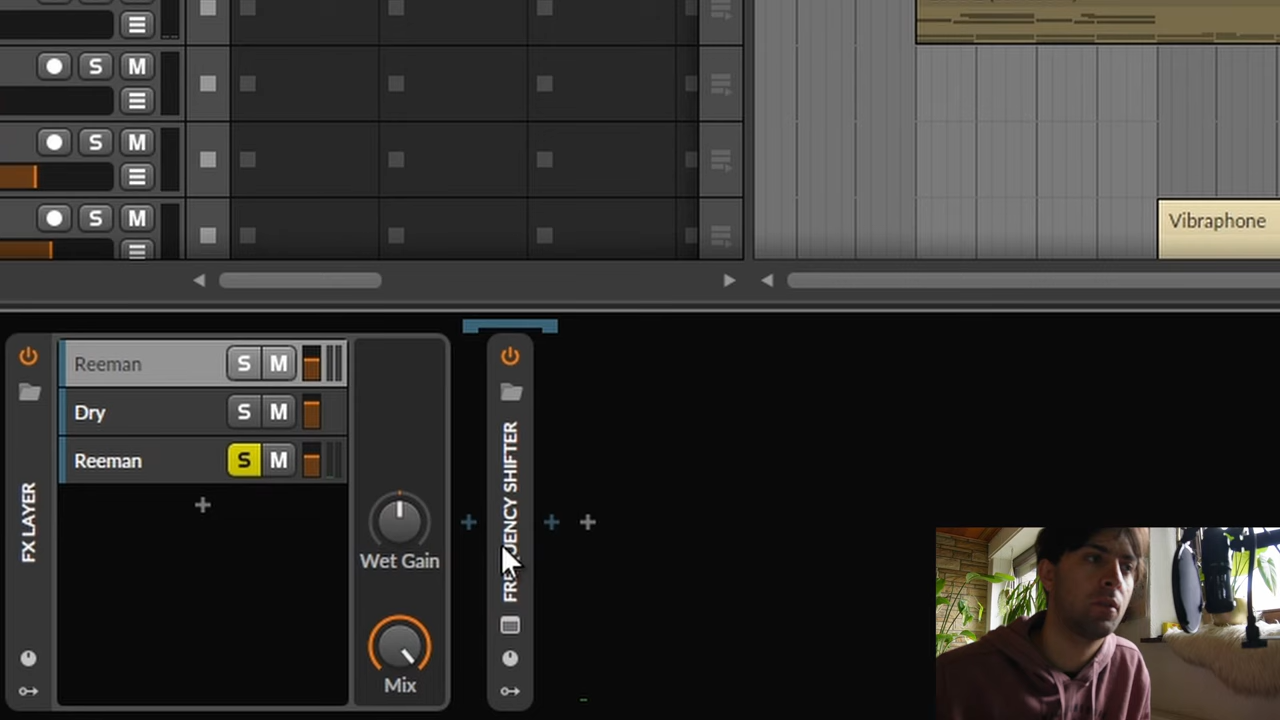 S M
S M
S M
Vibraphone
FX LAYER
Reeman S M
Dry S M
Reeman S M
Wet Gain
Mix
FREQUENCY SHIFTER